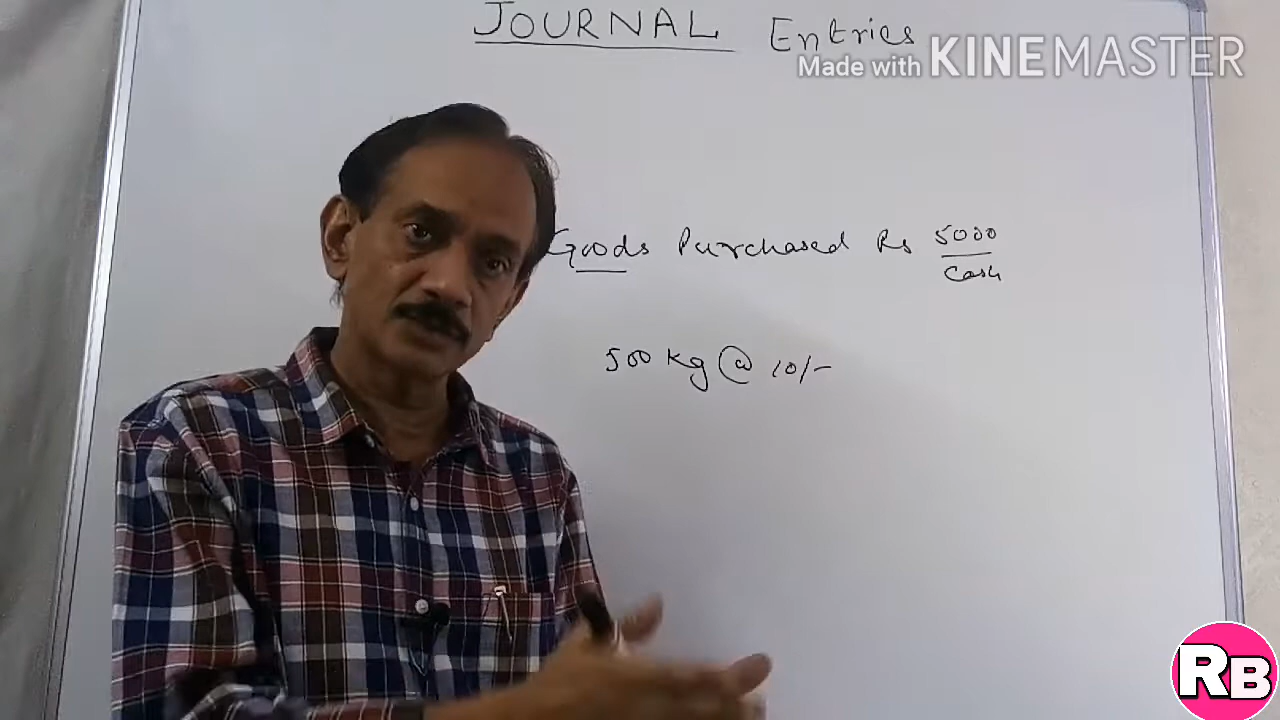 JOURNAL Entries
Made with KINEMASTER
Goods Purchased Rs 5000
Cash
500 kg @ 10/-
RB